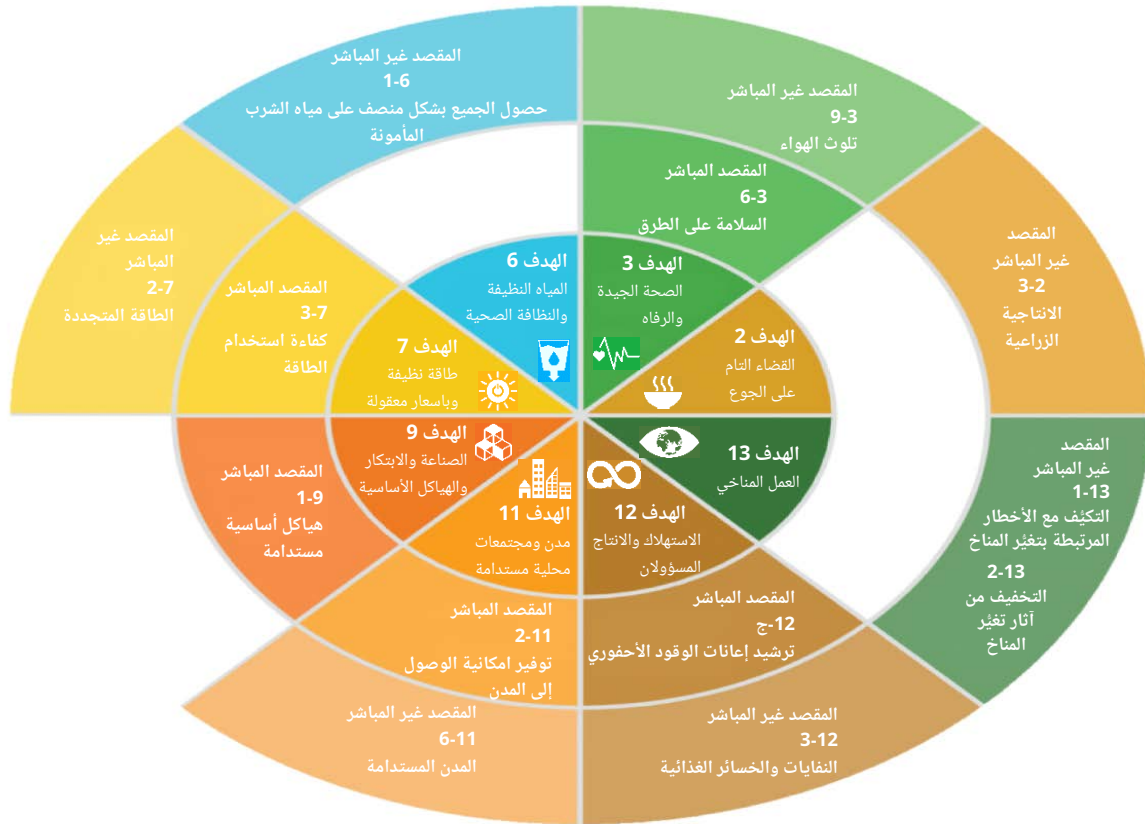 المقصد غير المباشر
1-6
حصول الجميع بشكل منصف على مياه الشرب
المأمونة
المقصد غير المباشر
9-3
تلوث الهواء
المقصد المباشر
6-3
السلامة على الطرق
المقصد
غير المباشر
3-2
الانتاجية
الزراعية
المقصد غير
المباشر
2-7
الطاقة المتجددة
المقصد المباشر
3-7
كفاءة استخدام
الطاقة
الهدف 6
المياه النظيفة
والنظافة الصحية
الهدف 3
الصحة الجيدة
والرفاه
الهدف 2
القضاء التام
على الجوع
الهدف 7
طاقة نظيفة
وباسعار معقولة
الهدف 9
الصناعة والابتكار
والهياكل الأساسية
الهدف 13
العمل المناخي
الهدف 11
مدن ومجتمعات
محلية مستدامة
الهدف 12
الاستهلاك والانتاج
المسؤولان
المقصد المباشر
1-9
هياكل أساسية
مستدامة
المقصد
غير المباشر
1-13
التكيُّف مع الأخطار
المرتبطة بتغيُّر المناخ
2-13
التخفيف من
آثار تغيُّر
المناخ
المقصد المباشر
2-11
توفير امكانية الوصول
إلى المدن
المقصد المباشر
12-ج
ترشيد إعانات الوقود الأحفوري
المقصد غير المباشر
6-11
المدن المستدامة
المقصد غير المباشر
3-12
النفايات والخسائر الغذائية